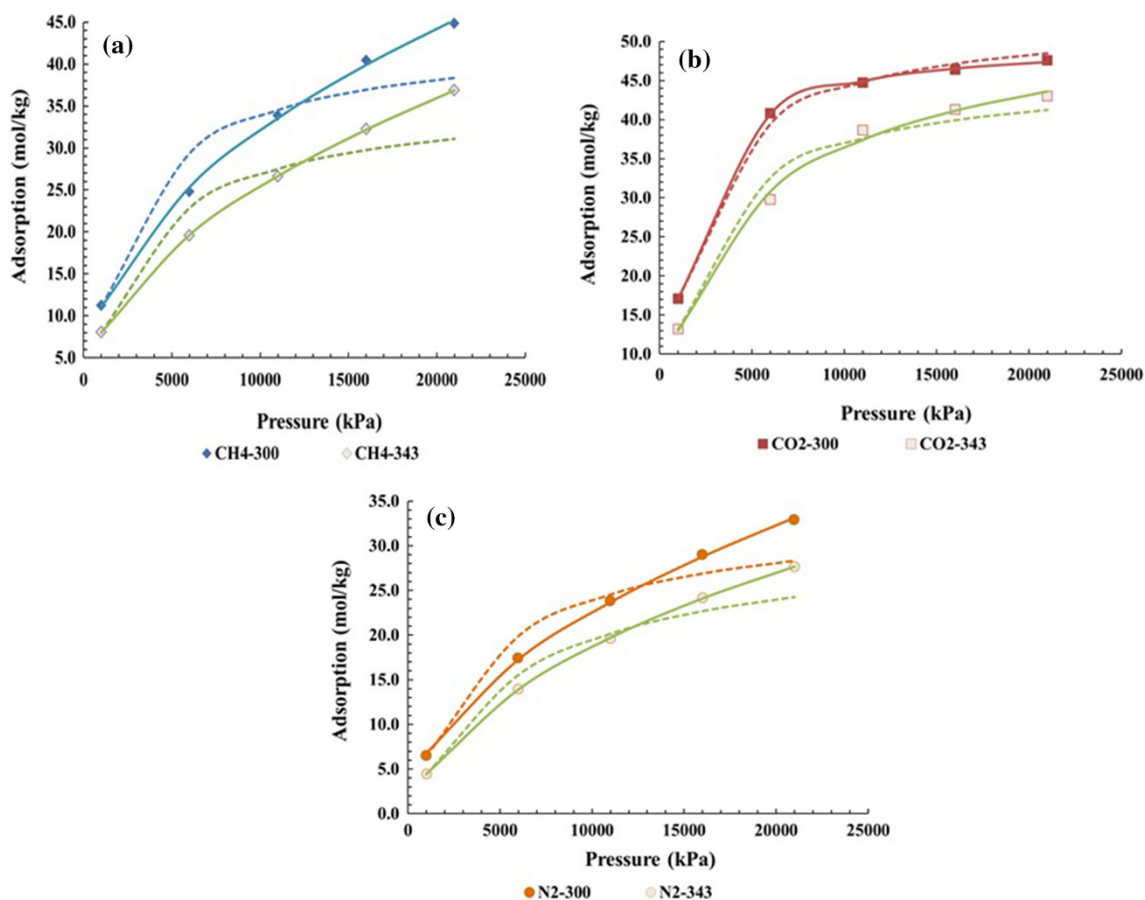 (a)
Adsorption (mol/kg)
45.0
40.0
35.0
30.0
25.0
20.0
15.0
10.0
5.0
0 5000 10000 15000 20000 25000
Pressure (kPa)
CH4-300 CH4-343
(b)
Adsorption (mol/kg)
50.0
45.0
40.0
35.0
30.0
25.0
20.0
15.0
10.0
0 5000 10000 15000 20000 25000
Pressure (kPa)
CO2-300 CO2-343
(c)
Adsorption (mol/kg)
35.0
30.0
25.0
20.0
15.0
10.0
5.0
0.0
0 5000 10000 15000 20000 25000
Pressure (kPa)
N2-300 N2-343